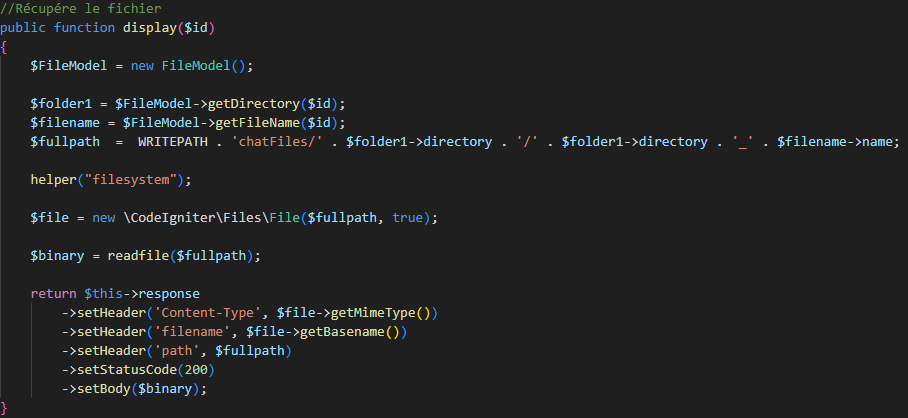 //Récupére le fichier
public function display($id)
{
    $FileModel = new FileModel();

    $folder1 = $FileModel->getDirectory($id);
    $filename = $FileModel->getFileName($id);
    $fullpath  =  WRITEPATH . 'chatFiles/' . $folder1->directory . '/' . $folder1->directory . '_' . $filename->name;

    helper("filesystem");

    $file = new \CodeIgniter\Files\File($fullpath, true);

    $binary = readfile($fullpath);

    return $this->response
        ->setHeader('Content-Type', $file->getMimeType())
        ->setHeader('filename', $file->getBasename())
        ->setHeader('path', $fullpath)
        ->setStatusCode(200)
        ->setBody($binary);
}